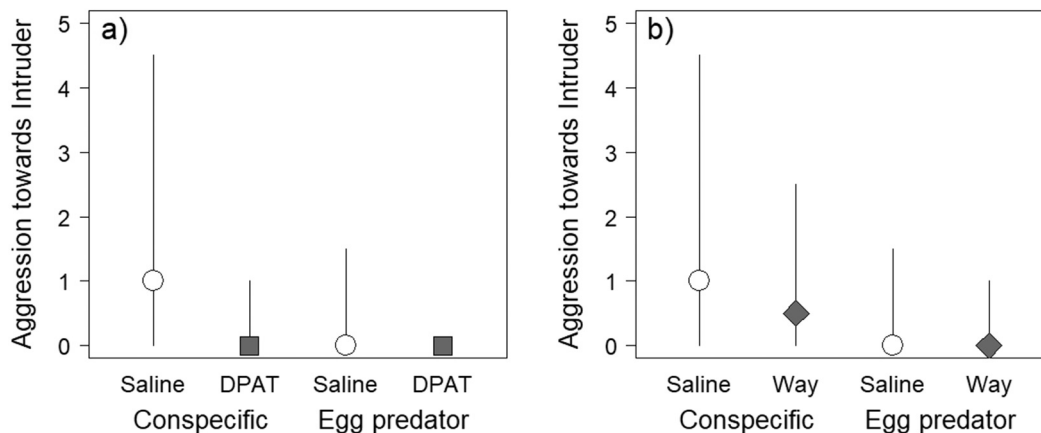 a)
Aggression towards Intruder
5
4
3
2
1
0
Saline DPAT Saline DPAT
Conspecific Egg predator
b)
Aggression towards Intruder
5
4
3
2
1
0
Saline Way Saline Way
Conspecific Egg predator